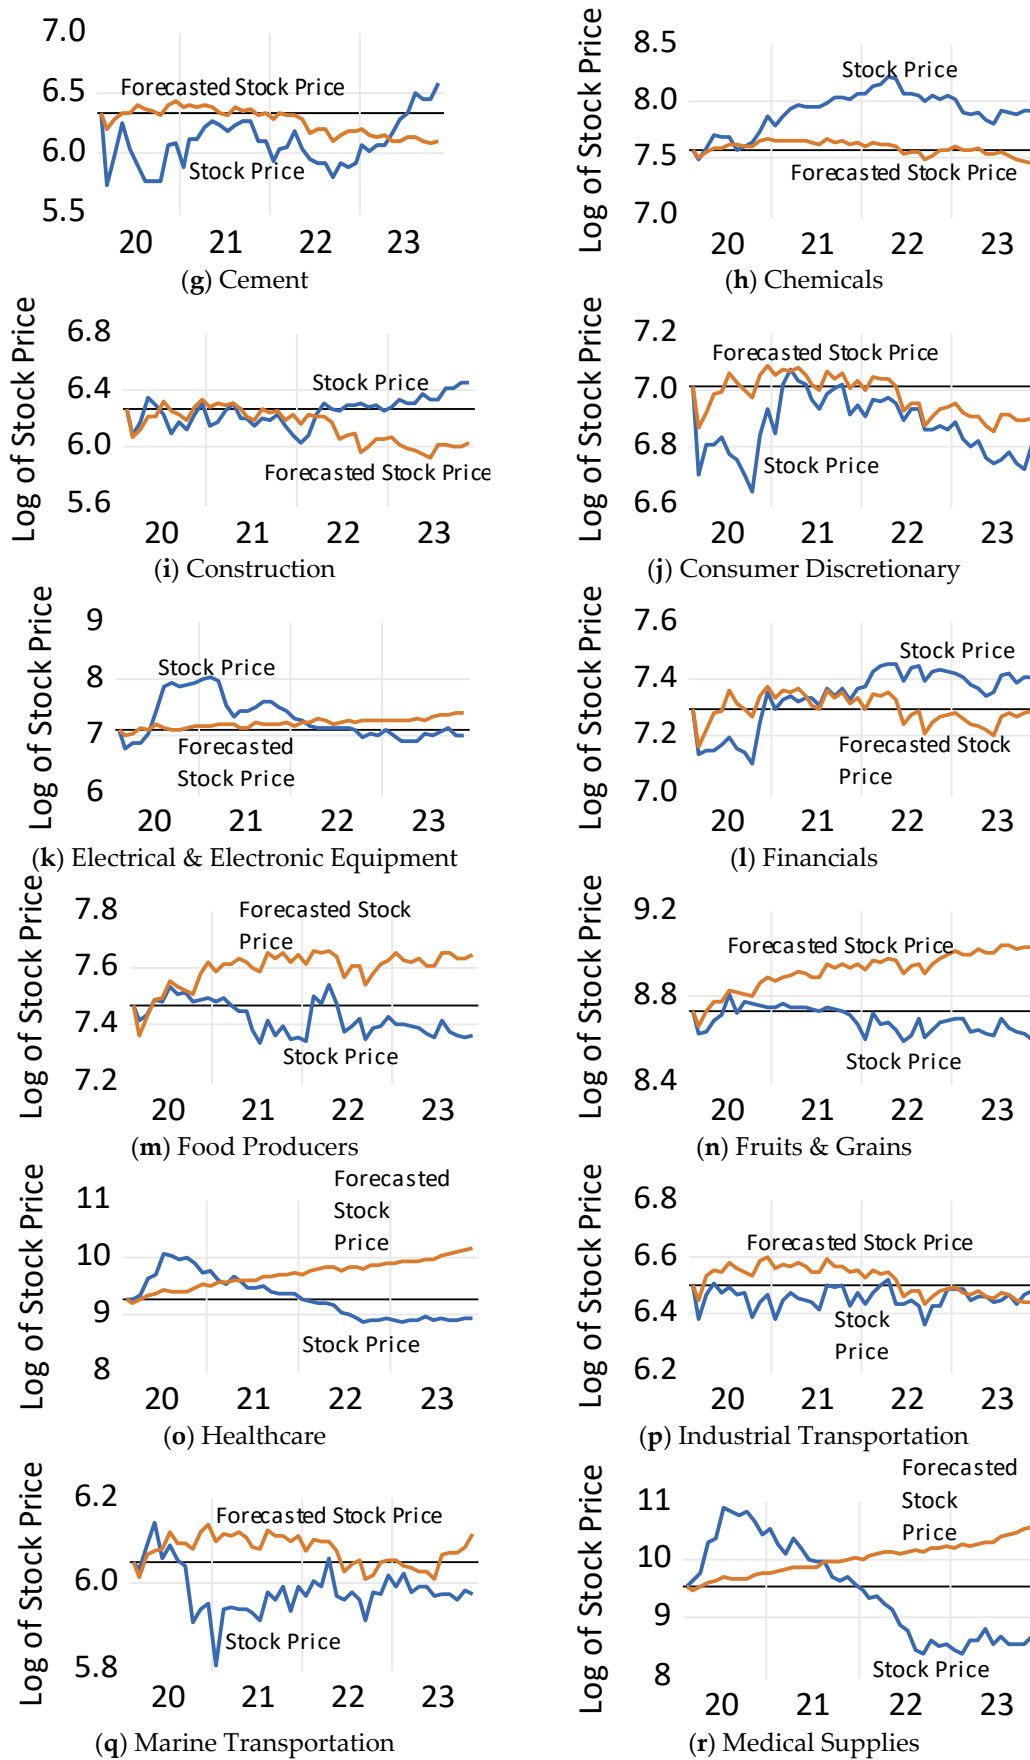 7.0
6.5
6.0
5.5
Forecasted Stock Price
Stock Price
20 21 22 23
(g) Cement
Log of Stock Price
8.5
8.0
7.5
7.0
Stock Price
Forecasted Stock Price
20 21 22 23
(h) Chemicals
Log of Stock Price
6.8
6.4
6.0
5.6
Stock Price
Forecasted Stock Price
20 21 22 23
(i) Construction
Log of Stock Price
7.2
7.0
6.8
6.6
Forecasted Stock Price
Stock Price
20 21 22 23
(j) Consumer Discretionary
Log of Stock Price
9
8
7
6
Stock Price
Forecasted
Stock Price
20 21 22 23
(k) Electrical & Electronic Equipment
Log of Stock Price
7.6
7.4
7.2
7.0
Stock Price
Forecasted Stock
Price
20 21 22 23
(l) Financials
Log of Stock Price
7.8
7.6
7.4
7.2
Forecasted Stock
Price
Stock Price
20 21 22 23
(m) Food Producers
Log of Stock Price
9.2
8.8
8.4
Forecasted Stock Price
Stock Price
20 21 22 23
(n) Fruits & Grains
Log of Stock Price
11
10
9
8
Forecasted
Stock
Price
Stock Price
20 21 22 23
(o) Healthcare
Log of Stock Price
6.8
6.6
6.4
6.2
Forecasted Stock Price
Stock
Price
20 21 22 23
(p) Industrial Transportation
Log of Stock Price
6.2
6.0
5.8
Forecasted Stock Price
Stock Price
20 21 22 23
(q) Marine Transportation
Log of Stock Price
11
10
9
8
Forecasted
Stock
Price
Stock Price
20 21 22 23
(r) Medical Supplies